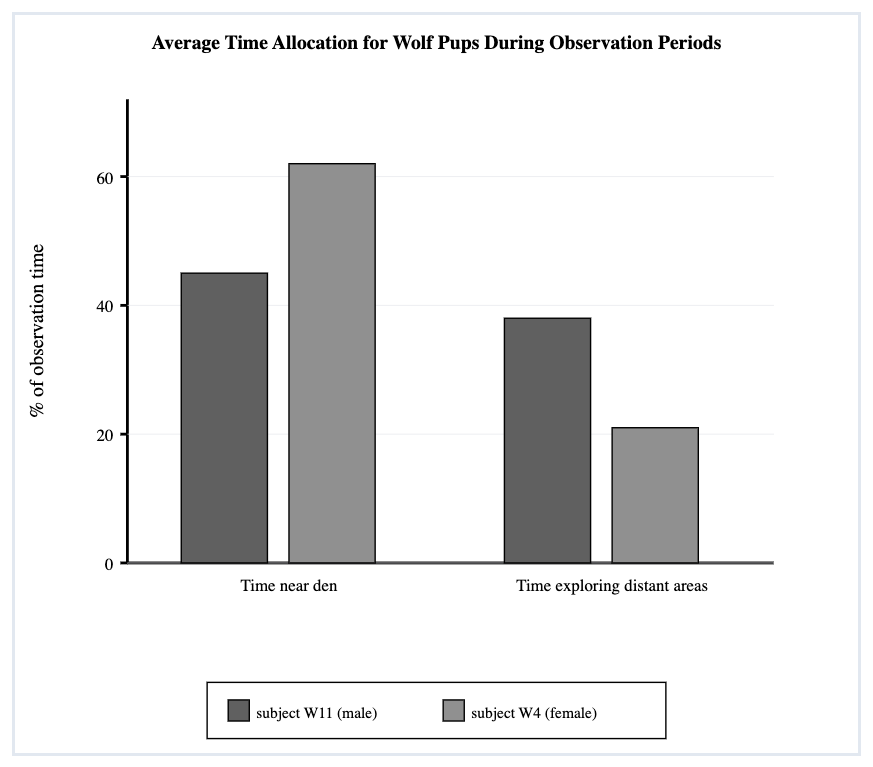 Average Time Allocation for Wolf Pups During Observation Periods
% of observation time
60
40
20
0
Time near den
Time exploring distant areas
subject W11 (male)
subject W4 (female)